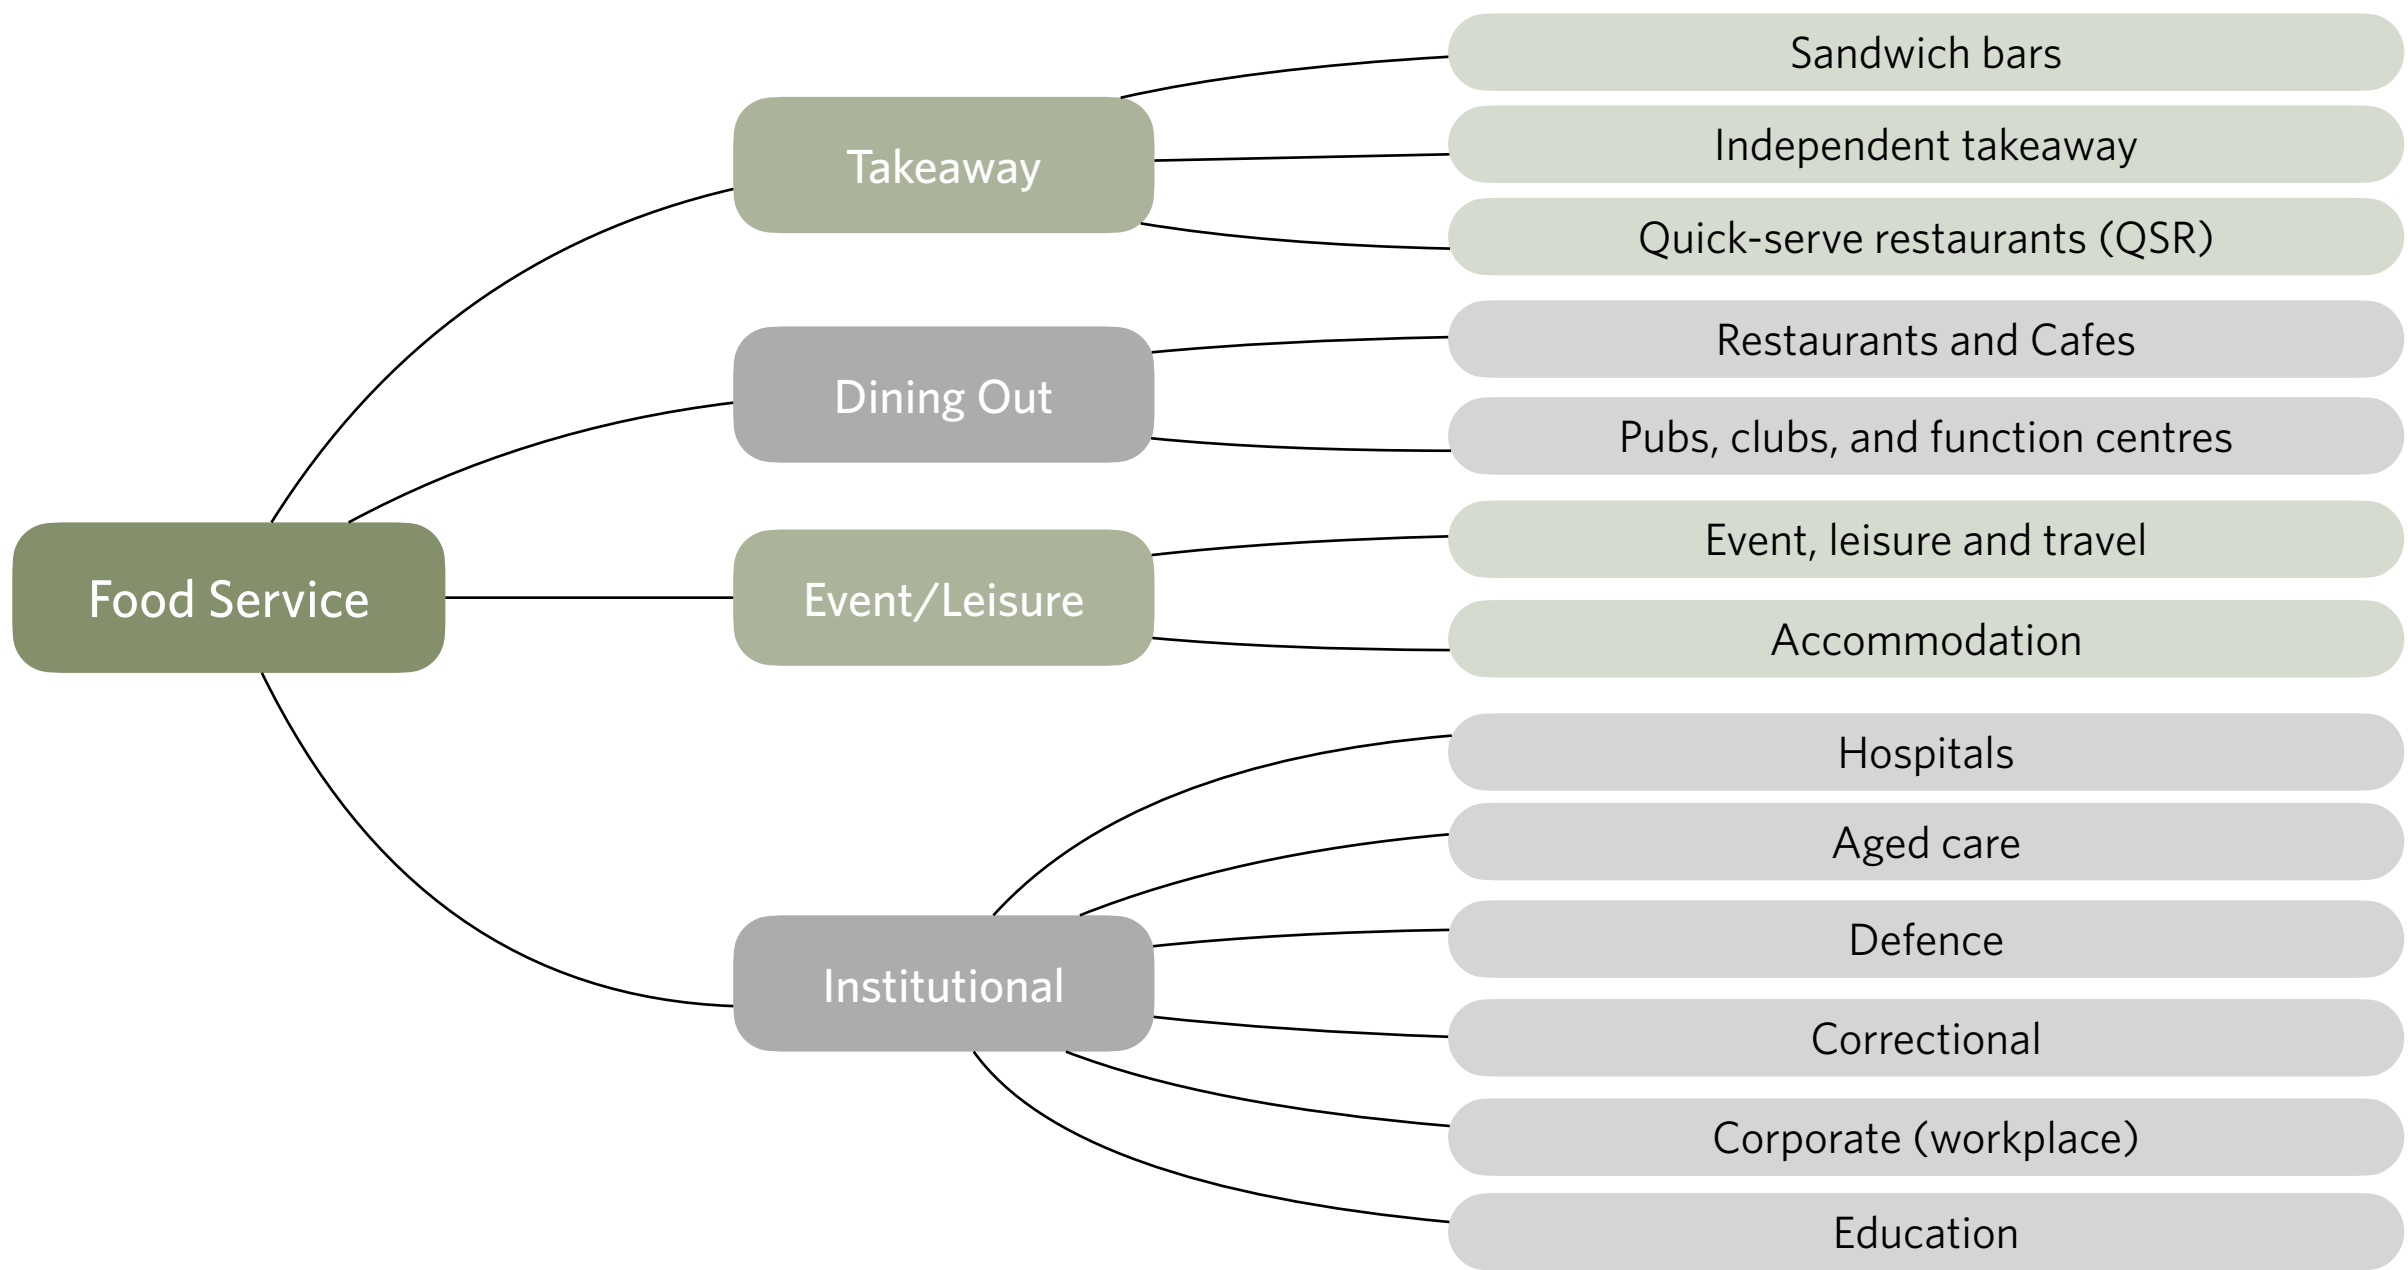 Food Service
Takeaway
Sandwich bars
Independent takeaway
Quick-serve restaurants (QSR)
Dining Out
Restaurants and Cafes
Pubs, clubs, and function centres
Event/Leisure
Event, leisure and travel
Accommodation
Institutional
Hospitals
Aged care
Defence
Correctional
Corporate (workplace)
Education